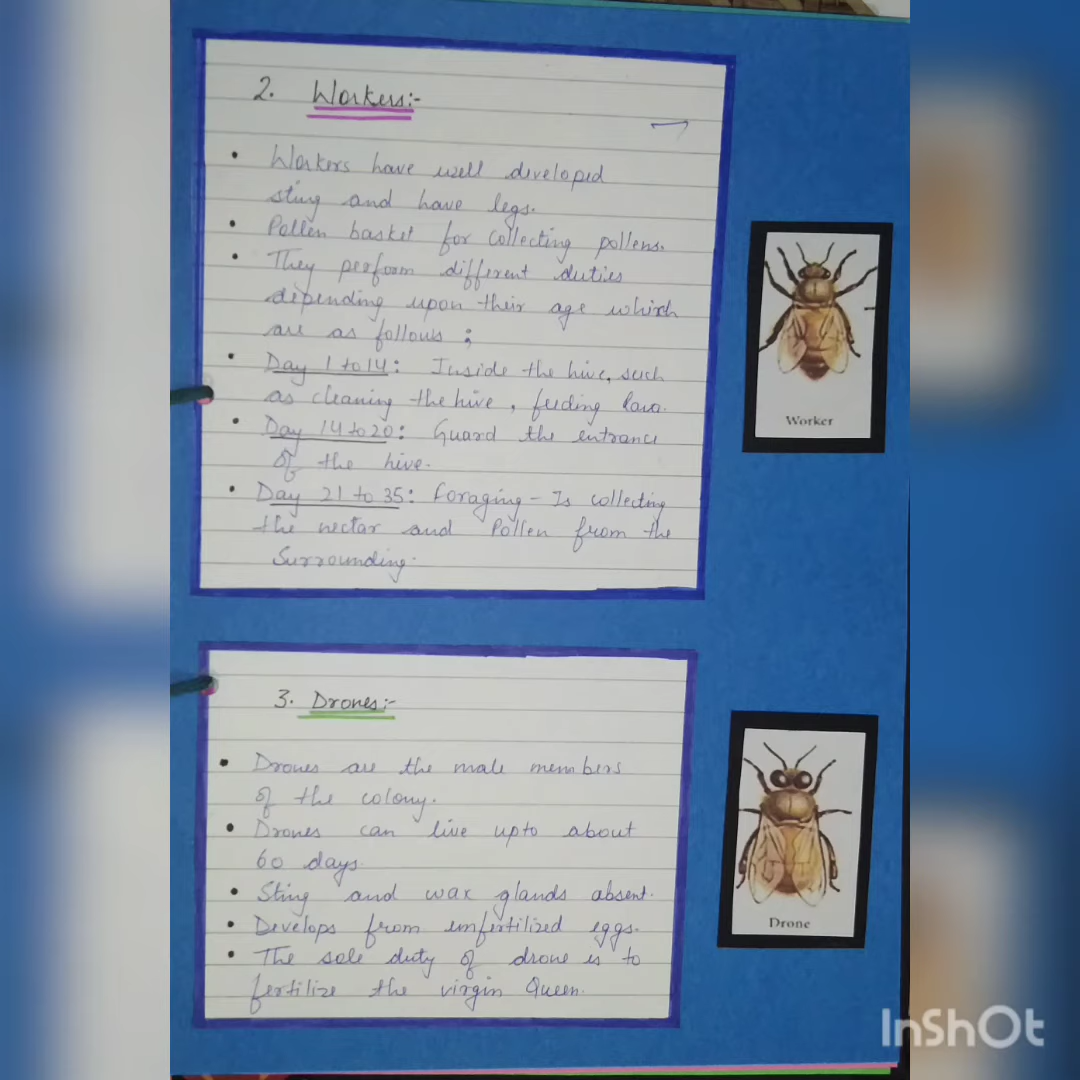 2. Workers:-
• Workers have well developed
sting and have legs.
• Pollen basket for collecting pollens.
• They perform different duties
depending upon their age which
are as follows ;
• Day 1 to 14 : Inside the hive, such
as cleaning the hive, feeding lava.
• Day 14 to 20 : Guard the entrance
of the hive.
• Day 21 to 35 : Foraging - Is collecting
the nectar and Pollen from the
Surrounding.
Worker
3. Drones:-
• Drones are the male members
of the colony.
• Drones can live upto about
60 days.
• Sting and wax glands absent.
• Develops from unfertilized eggs.
• The sole duty of drone is to
fertilize the virgin Queen.
Drone
InShOt